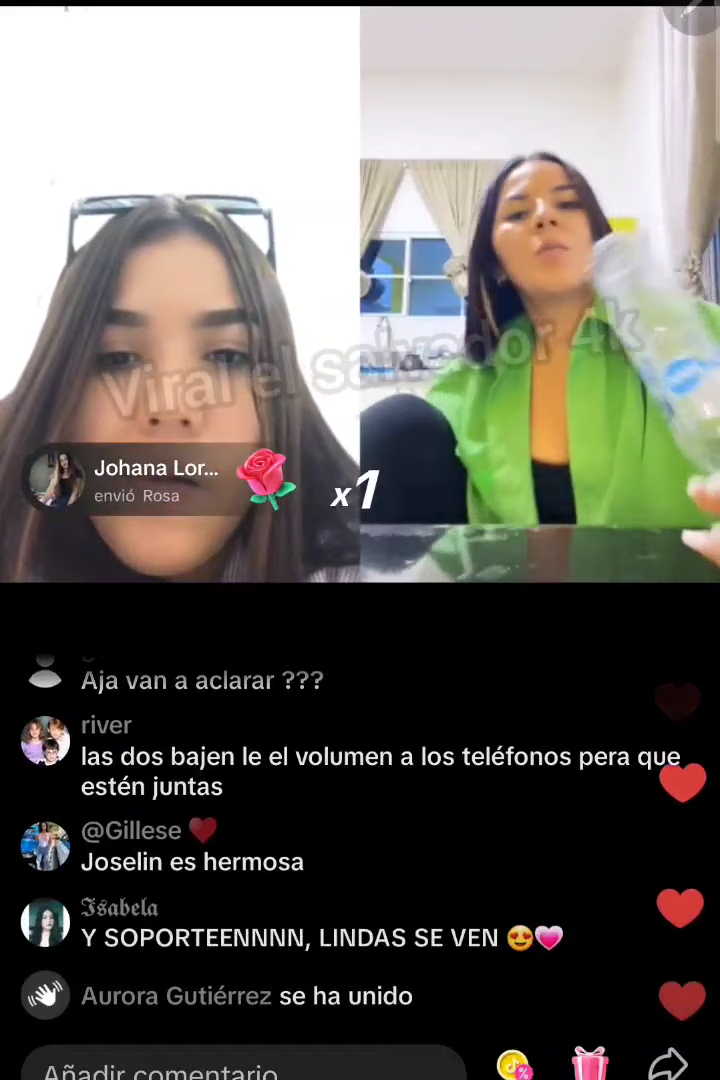 Viral el salvador 4k
Johana Lor...
envió Rosa
x1
Aja van a aclarar ???
river
las dos bajen le el volumen a los teléfonos pera que
estén juntas
@Gillese ❤️
Joselin es hermosa
𝕴𝖘𝖆𝖇𝖊𝖑𝖆
Y SOPORTEENNNN, LINDAS SE VEN 😍💗
Aurora Gutiérrez se ha unido
Añadir comentario